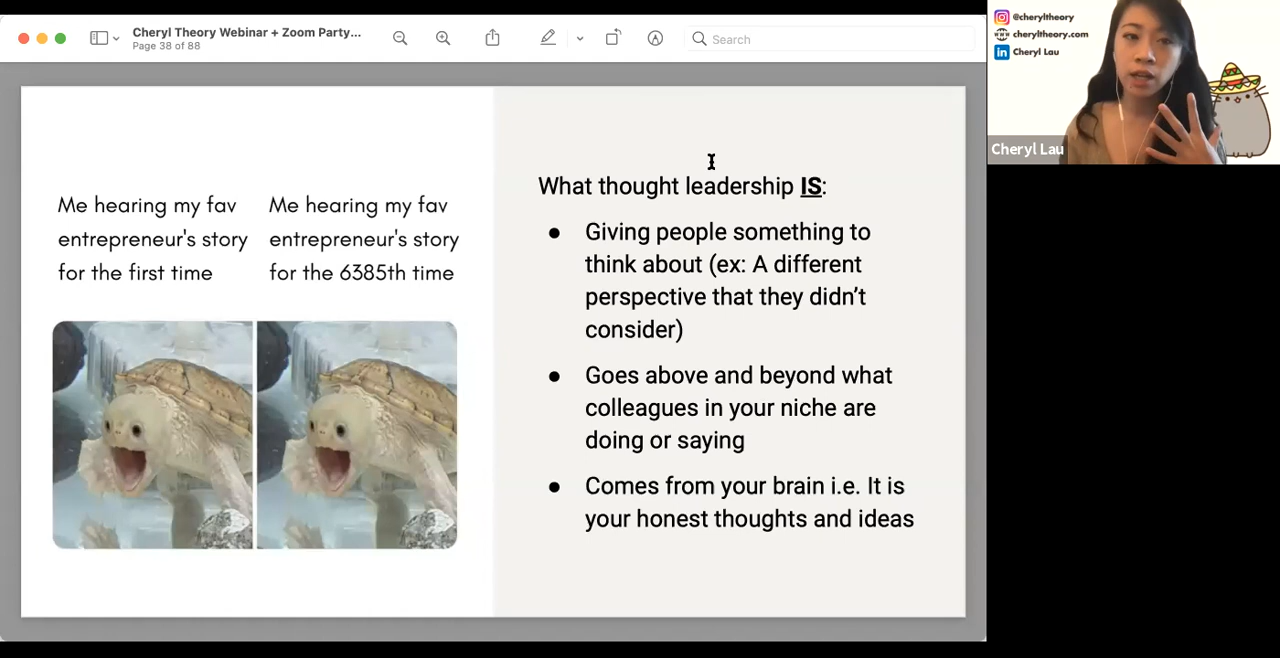 Cheryl Theory Webinar + Zoom Party...
Page 38 of 88
Search
@cheryltheory
cheryltheory.com
Cheryl Lau
Cheryl Lau
Me hearing my fav
entrepreneur's story
for the first time
Me hearing my fav
entrepreneur's story
for the 6385th time
What thought leadership IS:
● Giving people something to
think about (ex: A different
perspective that they didn’t
consider)
● Goes above and beyond what
colleagues in your niche are
doing or saying
● Comes from your brain i.e. It is
your honest thoughts and ideas